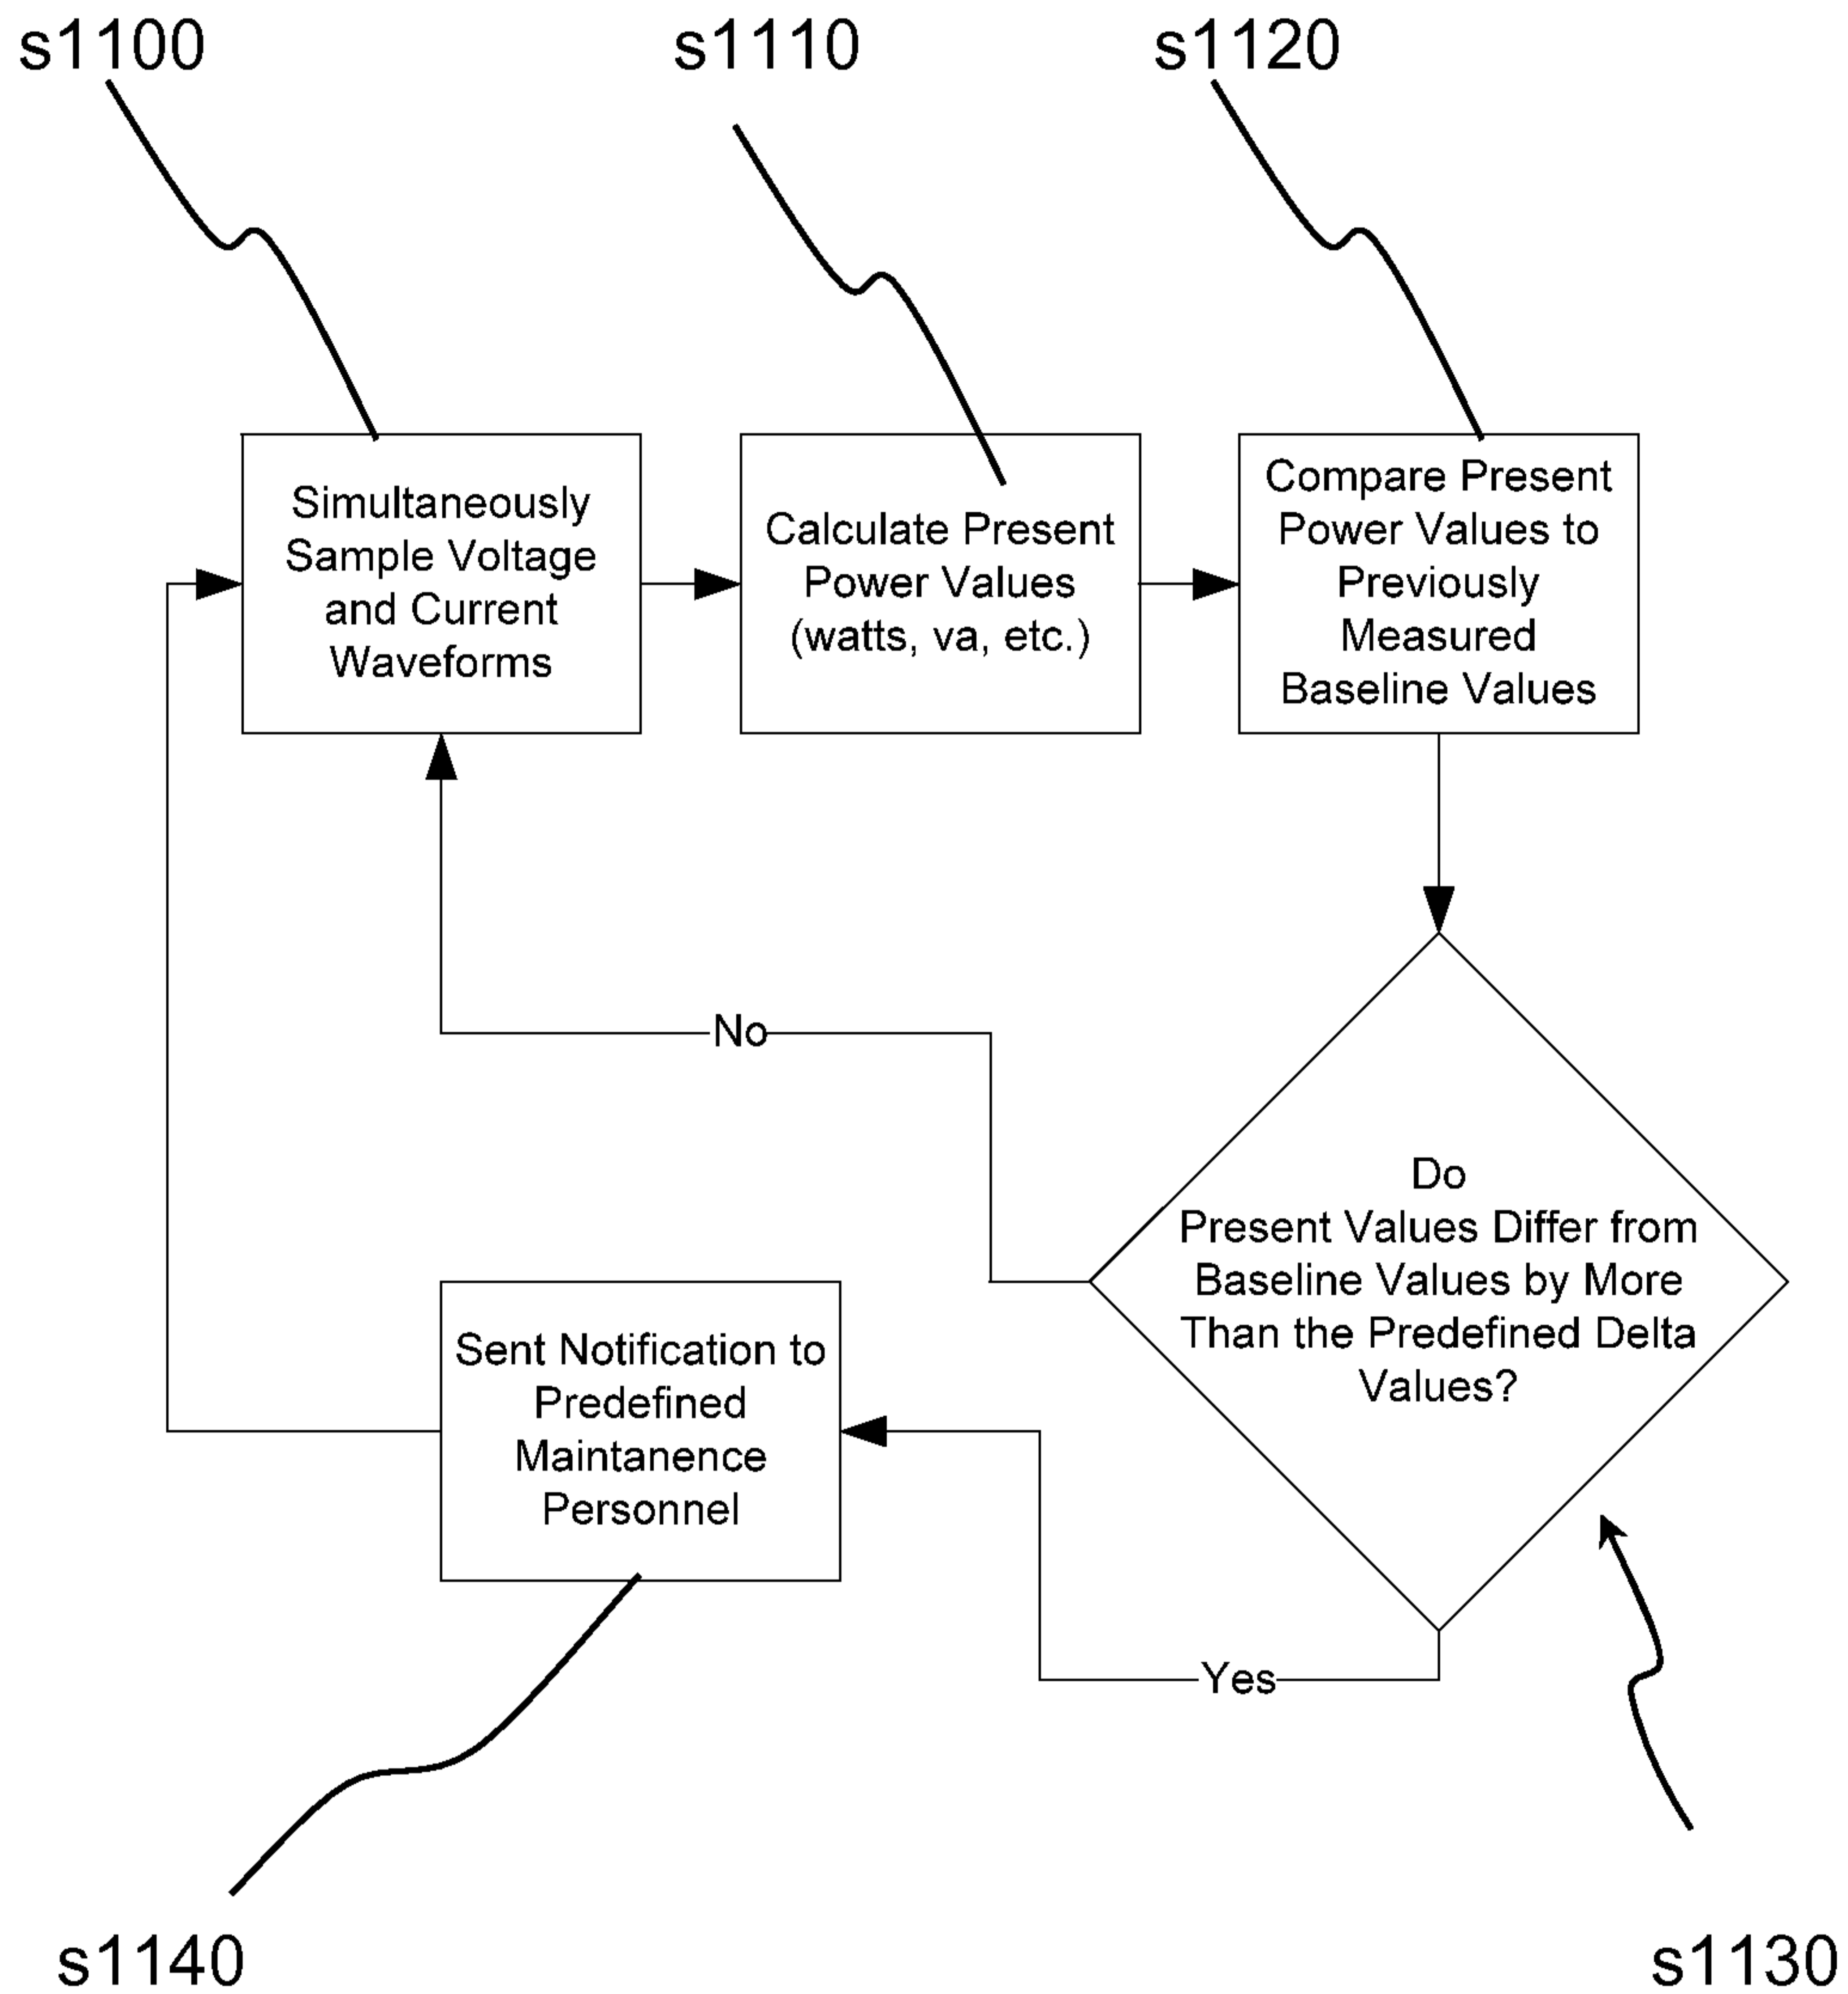 s1100
s1110
s1120
Simultaneously
Sample Voltage
and Current
Waveforms
Calculate Present
Power Values
(watts, va, etc.)
Compare Present
Power Values to
Previously
Measured
Baseline Values
No
Do
Present Values Differ from
Baseline Values by More
Than the Predefined Delta
Values?
Sent Notification to
Predefined
Maintanence
Personnel
Yes
s1140
s1130